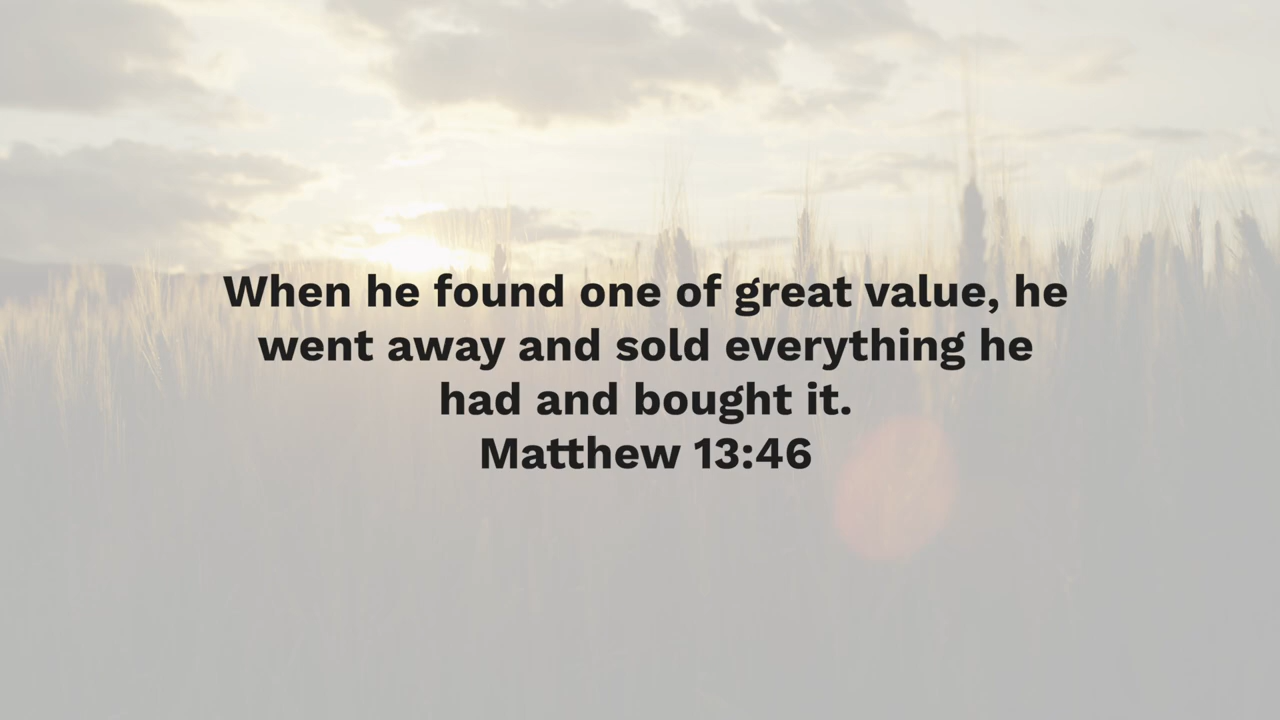 When he found one of great value, he
went away and sold everything he
had and bought it.
Matthew 13:46